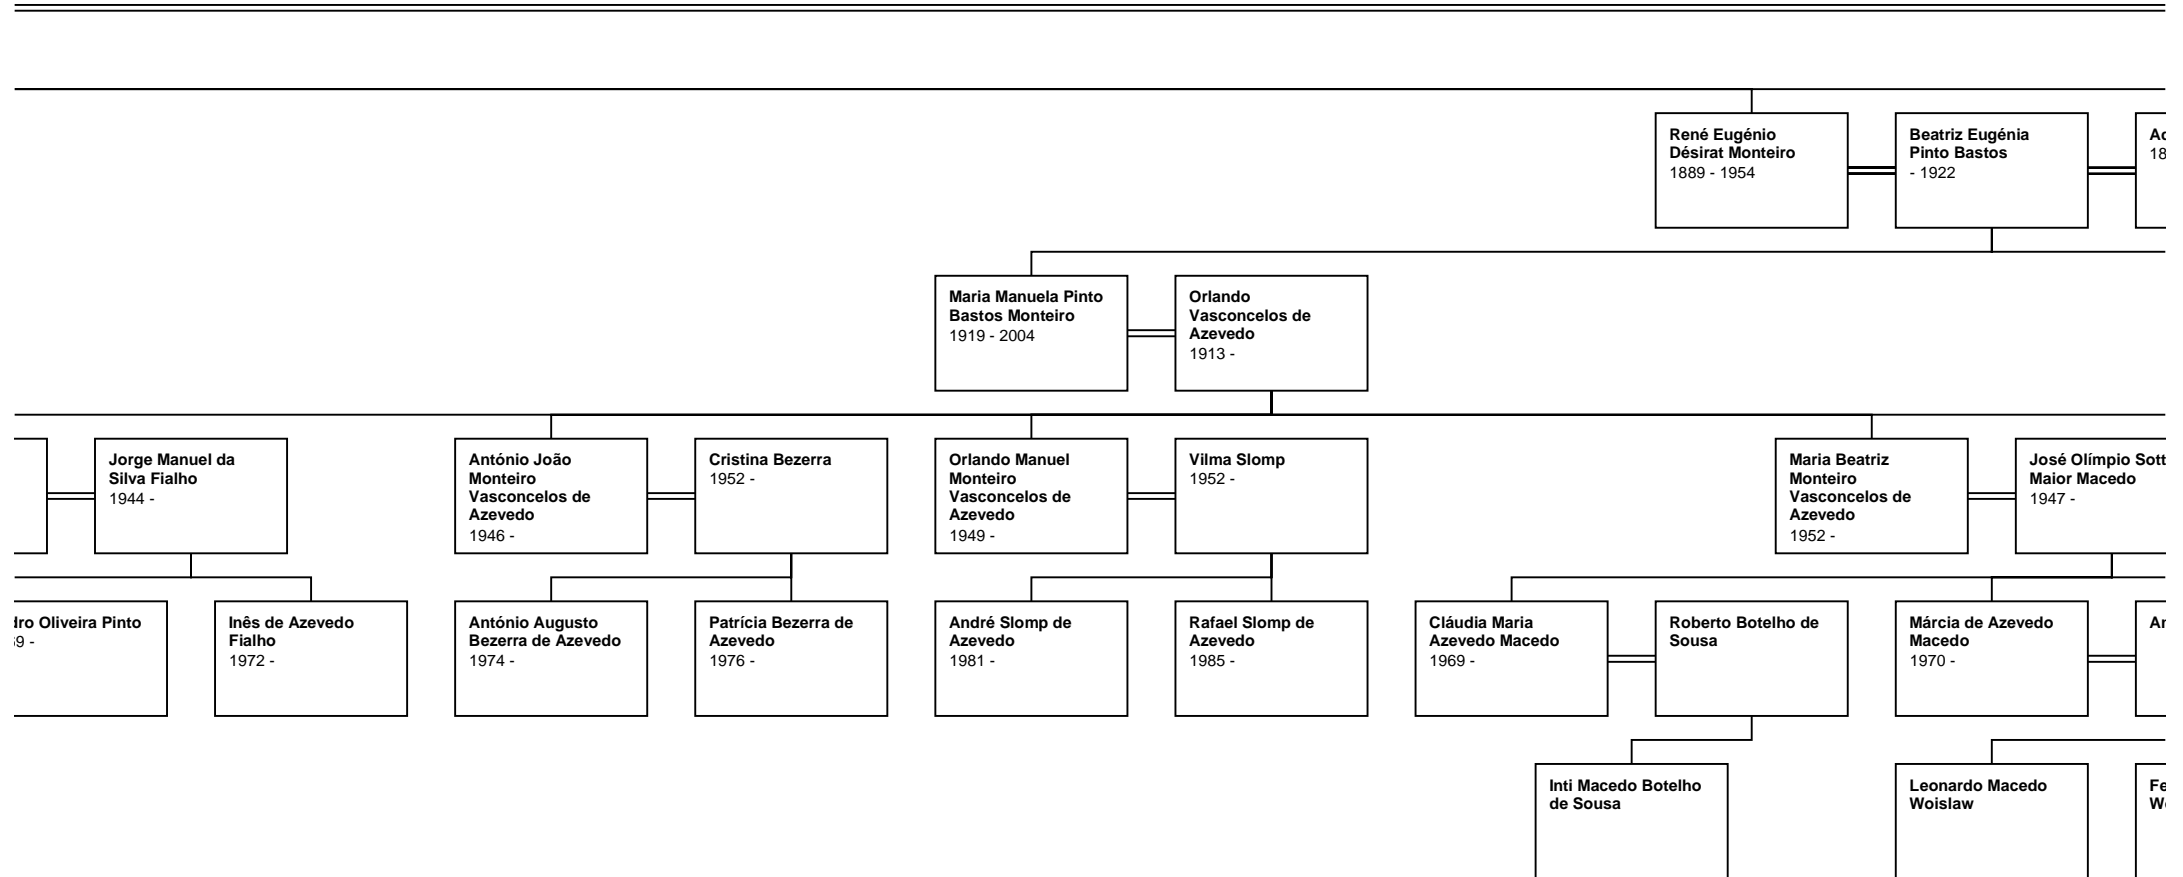 René Eugénio
Désirat Monteiro
1889 - 1954
Beatriz Eugénia
Pinto Bastos
- 1922
Maria Manuela Pinto
Bastos Monteiro
1919 - 2004
Orlando
Vasconcelos de
Azevedo
1913 -
Jorge Manuel da
Silva Fialho
1944 -
António João
Monteiro
Vasconcelos de
Azevedo
1946 -
Cristina Bezerra
1952 -
Orlando Manuel
Monteiro
Vasconcelos de
Azevedo
1949 -
Vilma Slomp
1952 -
Maria Beatriz
Monteiro
Vasconcelos de
Azevedo
1952 -
José Olímpio Sott
Maior Macedo
1947 -
Oliveira Pinto
Inês de Azevedo
Fialho
1972 -
António Augusto
Bezerra de Azevedo
1974 -
Patrícia Bezerra de
Azevedo
1976 -
André Slomp de
Azevedo
1981 -
Rafael Slomp de
Azevedo
1985 -
Cláudia Maria
Azevedo Macedo
1969 -
Roberto Botelho de
Sousa
Márcia de Azevedo
Macedo
1970 -
Inti Macedo Botelho
de Sousa
Leonardo Macedo
Woislaw